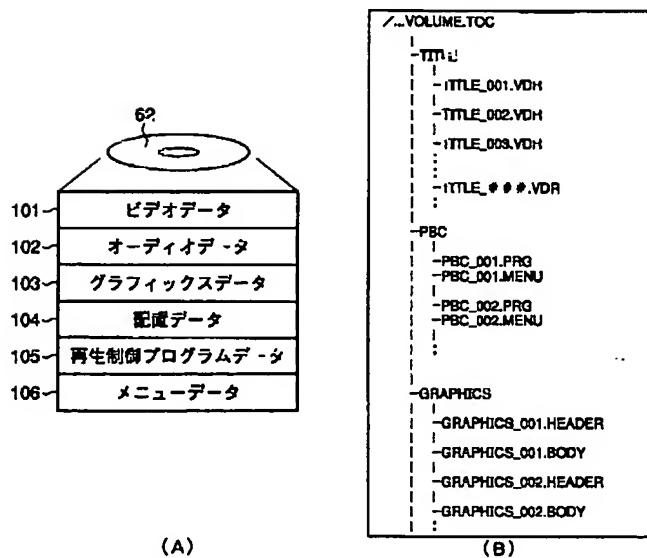 62
101 ビデオデータ
102 オーディオデータ
103 グラフィックスデータ
104 配置データ
105 再生制御プログラムデータ
106 メニューデータ
(A)
/...VOLUME.TOC
TITLE
TITLE_001.VDR
TITLE_002.VDR
TITLE_003.VDR
TITLE_###.VDR
PBC
PBC_001.PRG
PBC_001.MENU
PBC_002.PRG
PBC_002.MENU
GRAPHICS
GRAPHICS_001.HEADER
GRAPHICS_001.BODY
GRAPHICS_002.HEADER
GRAPHICS_002.BODY
(B)